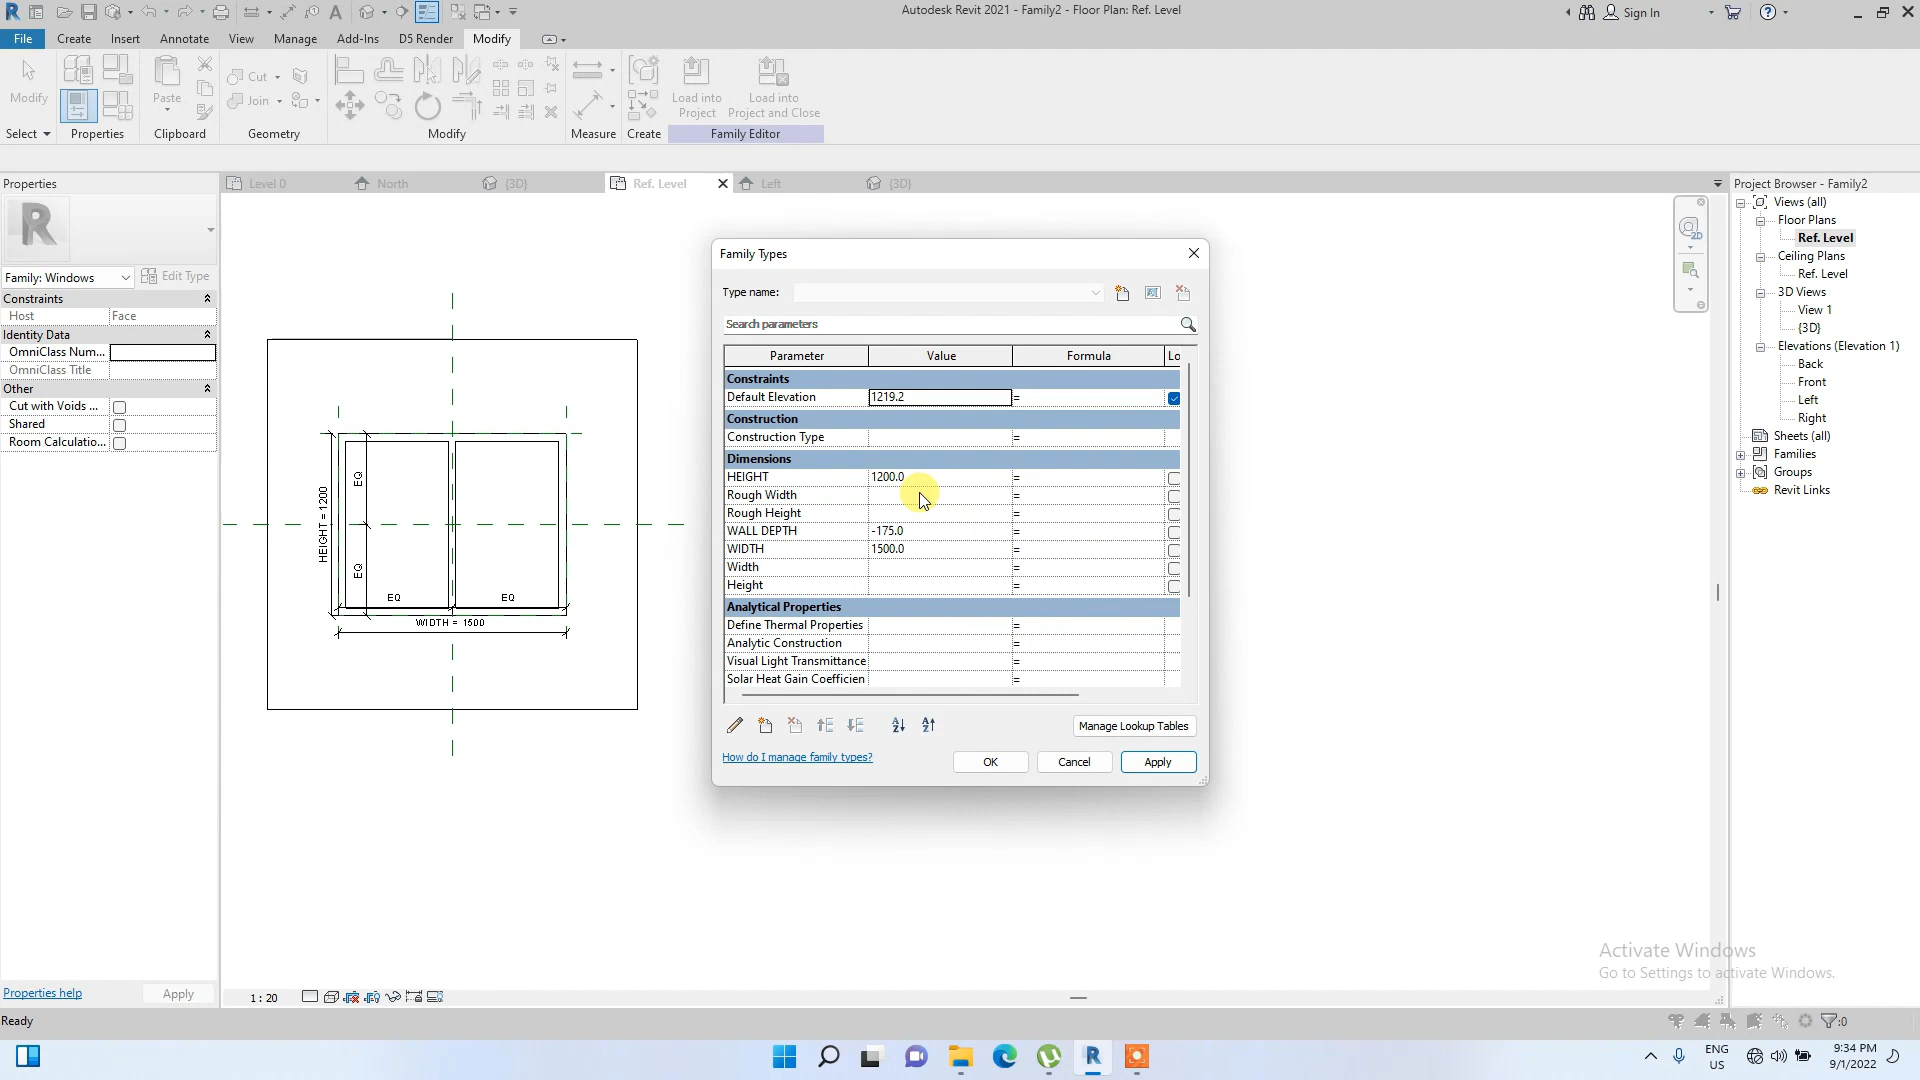 Autodesk Revit 2021 - Family2 - Floor Plan: Ref. Level
Sign In
File Create Insert Annotate View Manage Add-Ins D5 Render Modify
Modify
Paste
Cut
Join
Load into Project
Load into Project and Close
Select Properties Clipboard Geometry Modify Measure Create Family Editor
Properties
Level 0 North {3D} Ref. Level Left {3D}
Project Browser - Family2
Family: Windows Edit Type
Constraints
Host Face
Identity Data
OmniClass Num...
OmniClass Title
Other
Cut with Voids ...
Shared
Room Calculatio...
Properties help Apply
HEIGHT = 1200
EQ
EQ
EQ EQ
WIDTH = 1500
Family Types
Type name:
Search parameters
Parameter Value Formula Lo
Constraints
Default Elevation 1219.2 =
Construction
Construction Type =
Dimensions
HEIGHT 1200.0 =
Rough Width =
Rough Height =
WALL DEPTH -175.0 =
WIDTH 1500.0 =
Width =
Height =
Analytical Properties
Define Thermal Properties =
Analytic Construction =
Visual Light Transmittance =
Solar Heat Gain Coefficien =
Manage Lookup Tables
How do I manage family types?
OK Cancel Apply
Views (all)
Floor Plans
Ref. Level
Ceiling Plans
Ref. Level
3D Views
View 1
{3D}
Elevations (Elevation 1)
Back
Front
Left
Right
Sheets (all)
Families
Groups
Revit Links
Activate Windows
Go to Settings to activate Windows.
1 : 20
Ready
:0
ENG
US
9:34 PM
9/1/2022